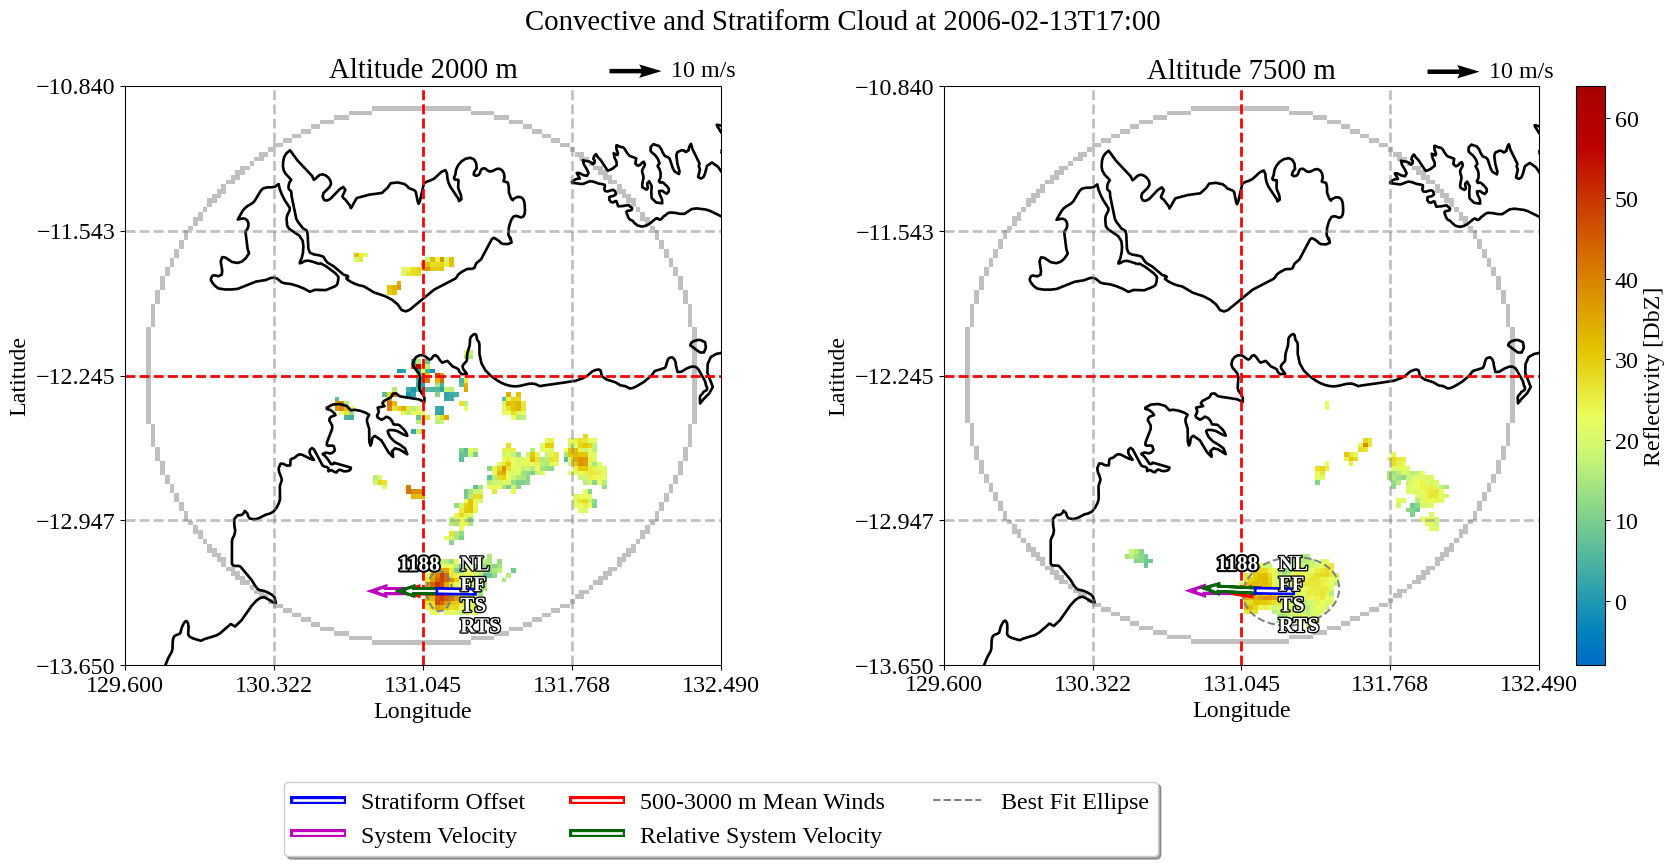 Convective and Stratiform Cloud at 2006-02-13T17:00
Altitude 2000 m
10 m/s
Latitude
−10.840
−11.543
−12.245
−12.947
−13.650
129.600
130.322
131.045
131.768
132.490
Longitude
1188
NL
FF
TS
RTS
Altitude 7500 m
10 m/s
Latitude
−10.840
−11.543
−12.245
−12.947
−13.650
129.600
130.322
131.045
131.768
132.490
Longitude
1188
NL
FF
TS
RTS
60
50
40
30
20
10
0
Reflectivity [DbZ]
Stratiform Offset
System Velocity
500-3000 m Mean Winds
Relative System Velocity
Best Fit Ellipse